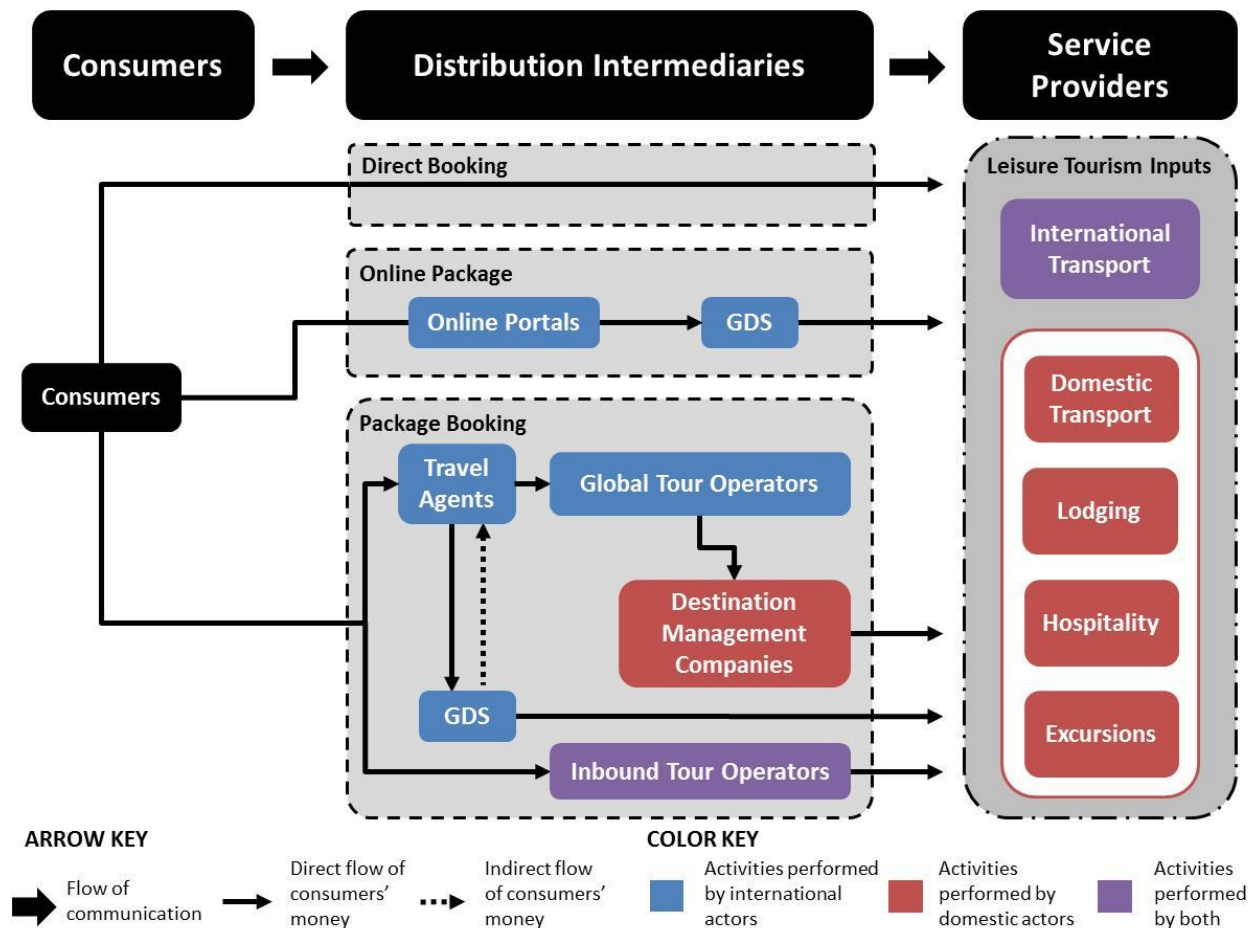 Consumers
Distribution Intermediaries
Service
Providers
Direct Booking
Leisure Tourism Inputs
International
Transport
Online Package
Online Portals
GDS
Consumers
Domestic
Transport
Package Booking
Travel
Agents
Global Tour Operators
Lodging
Destination
Management
Companies
Hospitality
GDS
Excursions
Inbound Tour Operators
ARROW KEY
Flow of
communication
Direct flow of
consumers’
money
Indirect flow
of consumers’
money
COLOR KEY
Activities performed
by international
actors
Activities
performed by
domestic actors
Activities
performed
by both